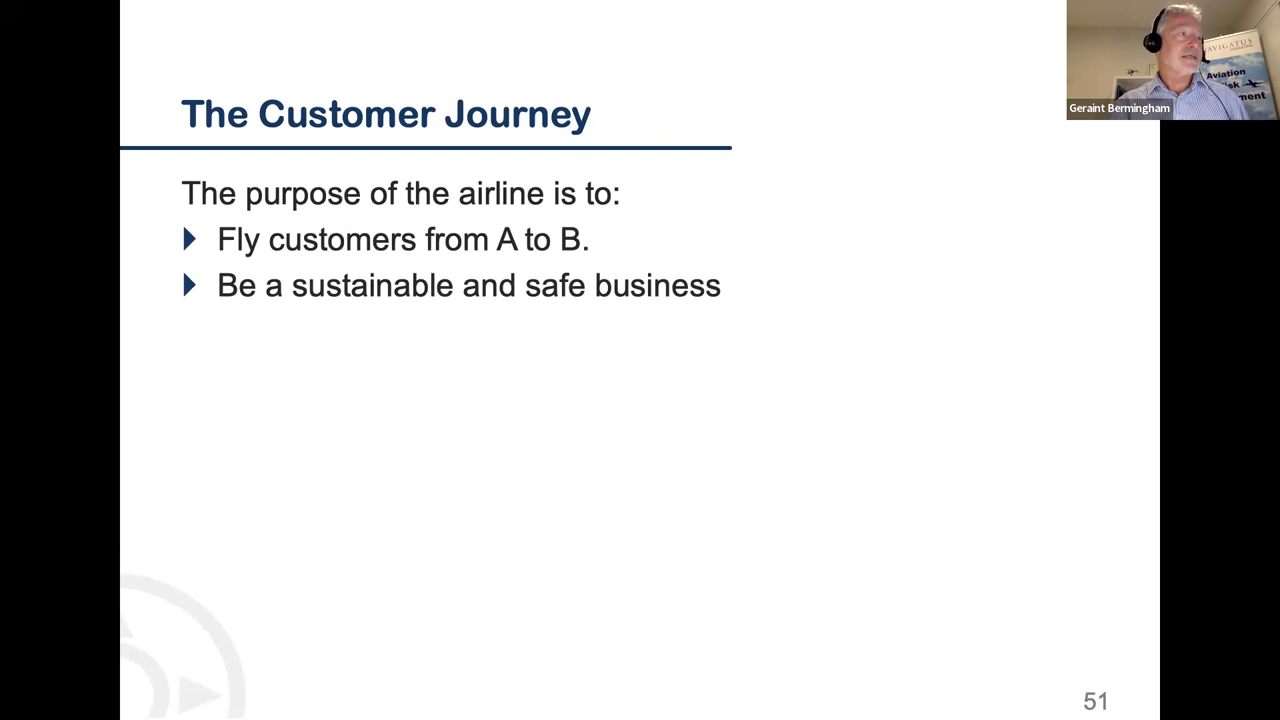 The Customer Journey
The purpose of the airline is to:
Fly customers from A to B.
Be a sustainable and safe business
51
NAVIGATUS
Aviation
Geraint Bermingham